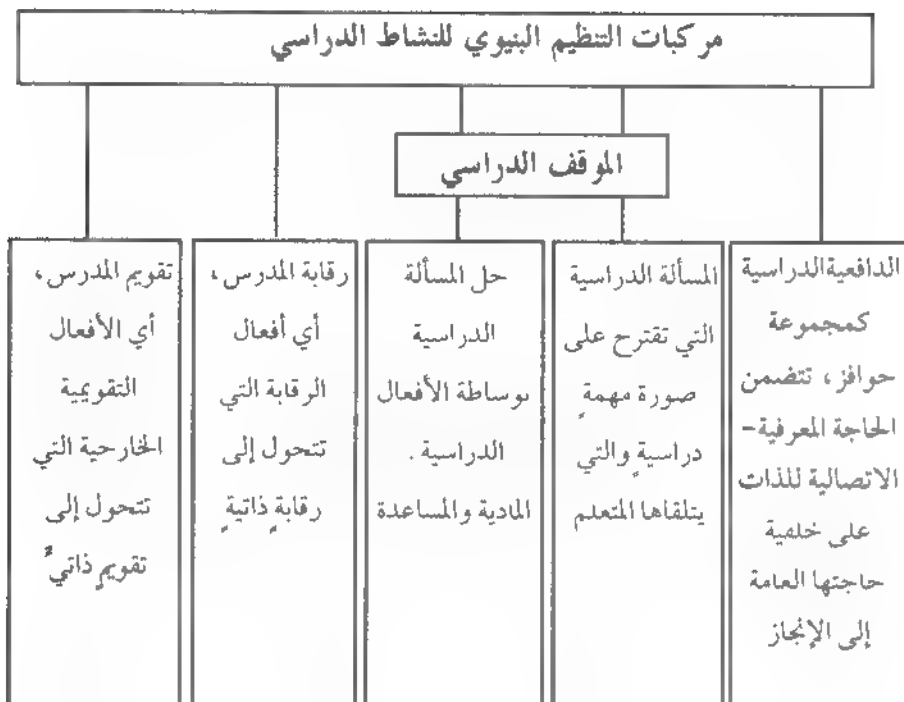 مركبات التنظيم البنيوي للنشاط الدراسي
الموقف الدراسي
الدافعية الدراسية
كمجموعة
حوافز، تتضمن
الحاجة المعرفية-
الاتصالية للذات
على خلفية
حاجتها العامة
إلى الإنجاز
المسألة الدراسية
التي تقترح على
صورة مهمةٍ
دراسيةٍ والتي
يتلقاها المتعلم
حل المسألة
الدراسية
بوساطة الأفعال
الدراسية.
المادية والمساعدة
رقابة المدرس،
أي أفعال
الرقابة التي
تتحول إلى
رقابةٍ ذاتيةٍ
تقويم المدرس،
أي الأفعال
التقويمية
الخارجية التي
تتحول إلى
تقويمٍ ذاتيٍّ